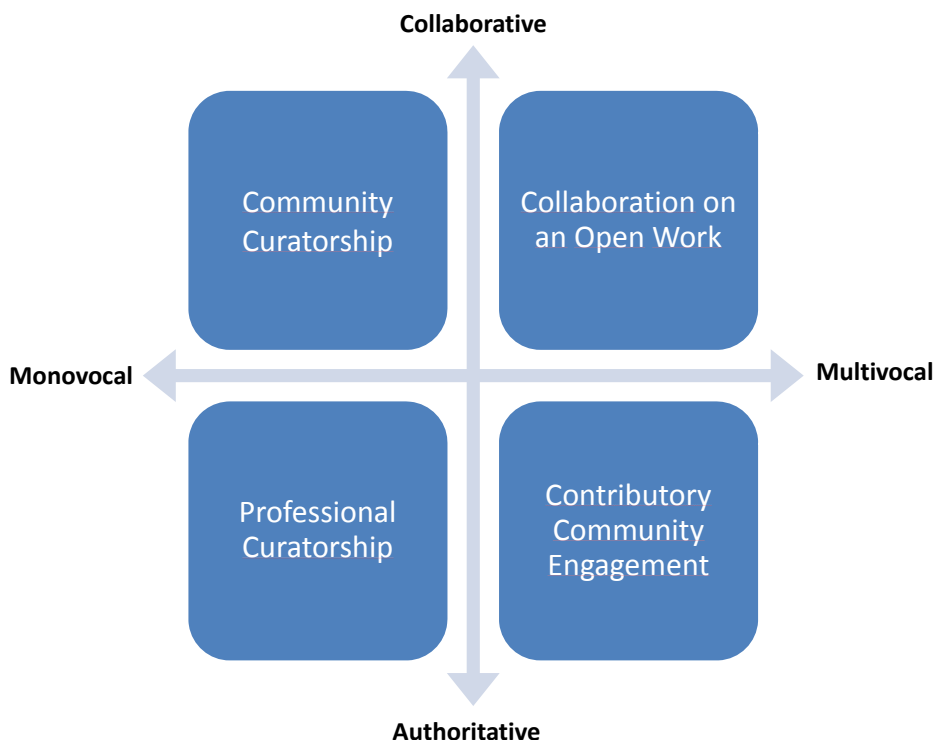 Collaborative
Community
Curatorship
Collaboration on
an Open Work
Monovocal
Multivocal
Professional
Curatorship
Contributory
Community
Engagement
Authoritative